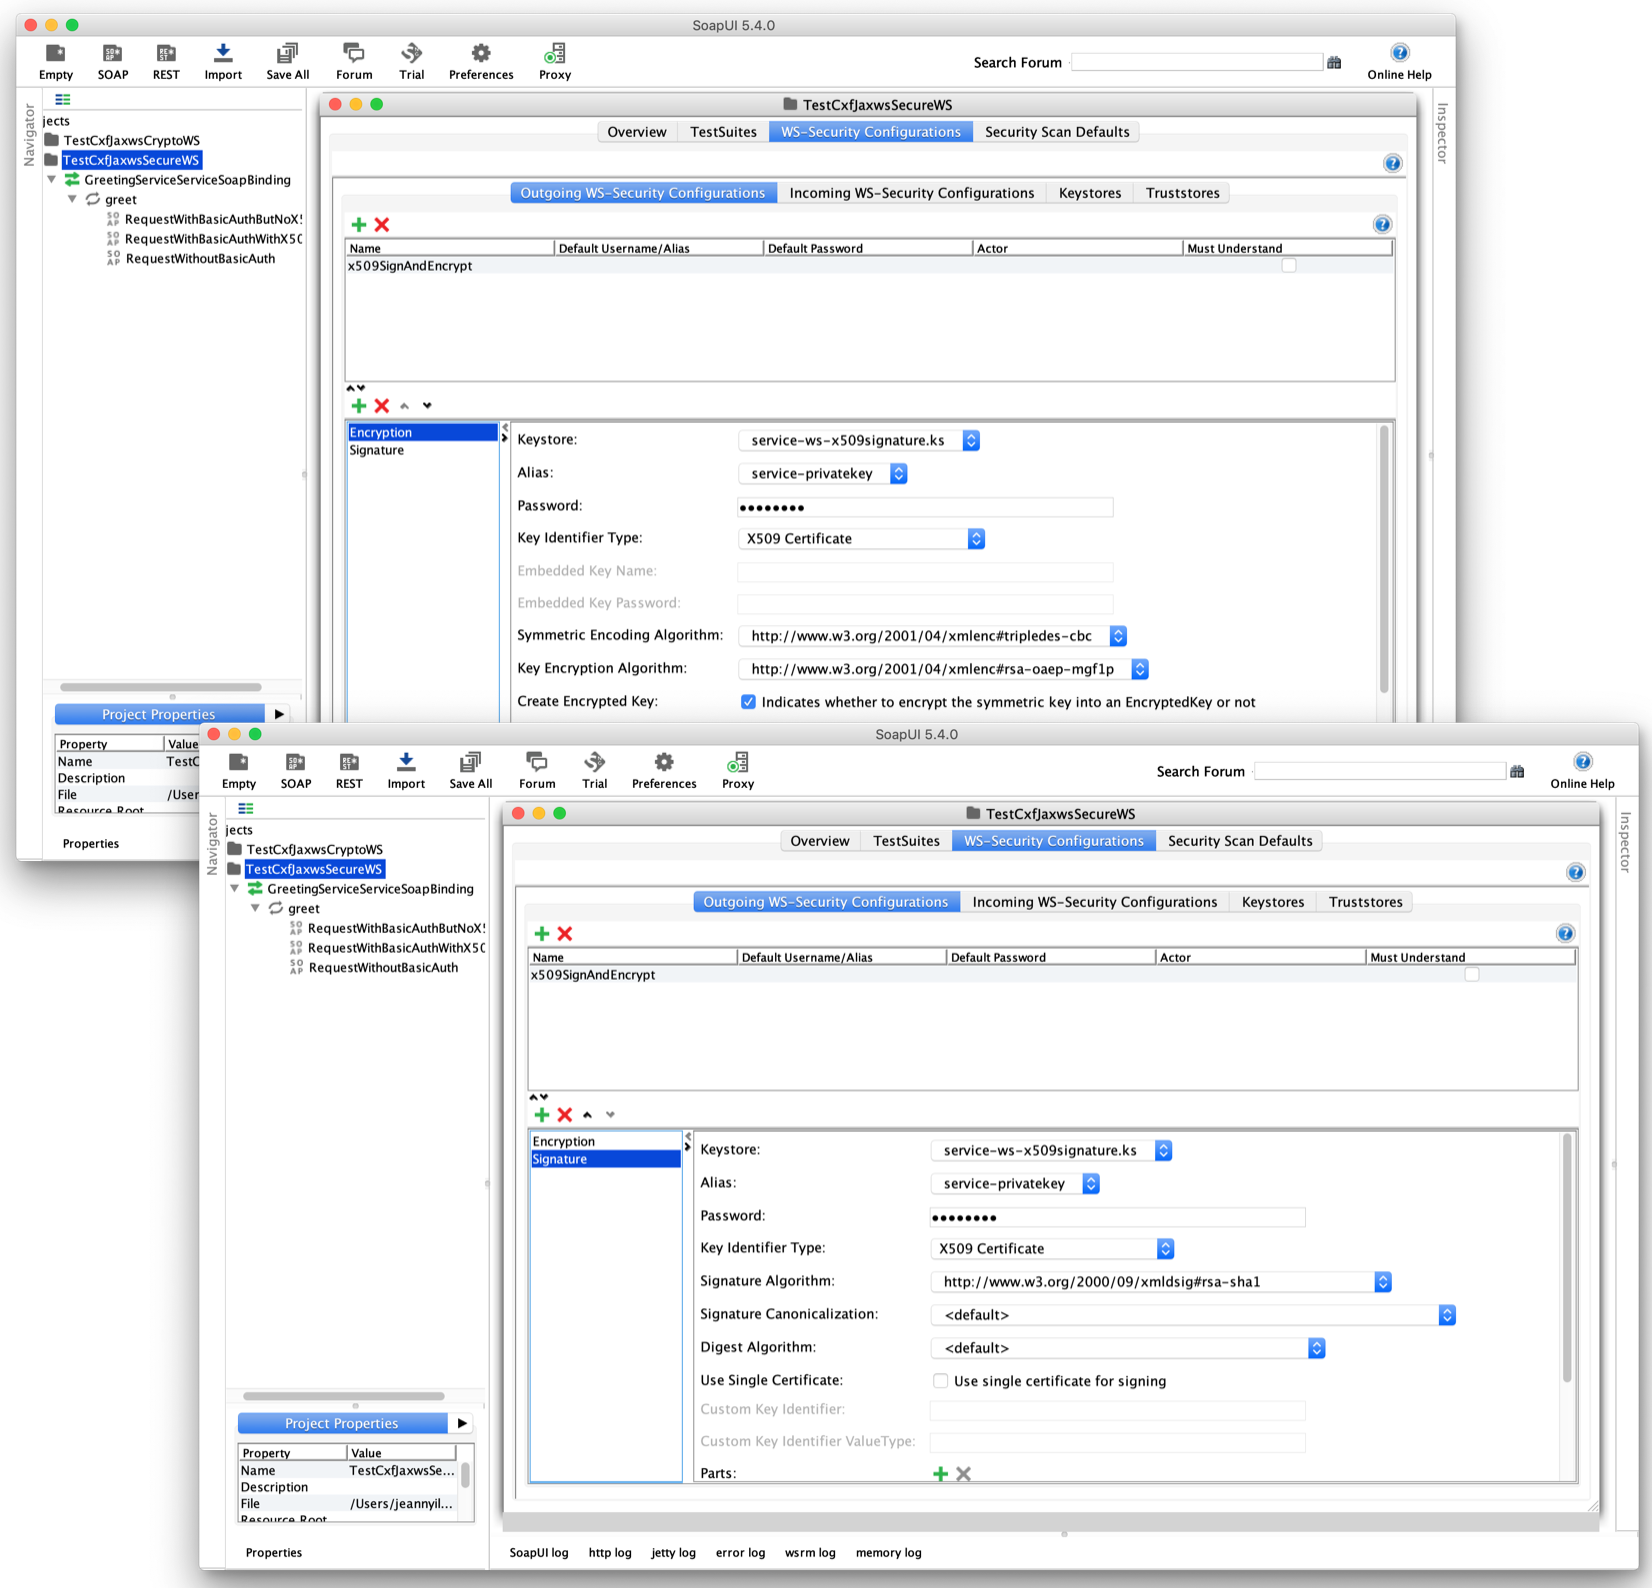 SoapUI 5.4.0
Empty SOAP REST Import Save All Forum Trial Preferences Proxy Search Forum Online Help
Navigator
Inspector
jects
TestCxfJaxwsCryptoWS
TestCxfJaxwsSecureWS
GreetingServiceServiceSoapBinding
greet
RequestWithBasicAuthButNoX5
RequestWithBasicAuthWithX50
RequestWithoutBasicAuth
TestCxfJaxwsSecureWS
Overview TestSuites WS-Security Configurations Security Scan Defaults
Outgoing WS-Security Configurations Incoming WS-Security Configurations Keystores Truststores
Name Default Username/Alias Default Password Actor Must Understand
x509SignAndEncrypt
Encryption
Signature
Keystore: service-ws-x509signature.ks
Alias: service-privatekey
Password: ••••••••
Key Identifier Type: X509 Certificate
Embedded Key Name:
Embedded Key Password:
Symmetric Encoding Algorithm: http://www.w3.org/2001/04/xmlenc#tripledes-cbc
Key Encryption Algorithm: http://www.w3.org/2001/04/xmlenc#rsa-oaep-mgf1p
Create Encrypted Key: Indicates whether to encrypt the symmetric key into an EncryptedKey or not
Project Properties
Property Value
Name TestC
Description
File /User
Resource Root
Properties
SoapUI 5.4.0
Empty SOAP REST Import Save All Forum Trial Preferences Proxy Search Forum Online Help
Navigator
Inspector
jects
TestCxfJaxwsCryptoWS
TestCxfJaxwsSecureWS
GreetingServiceServiceSoapBinding
greet
RequestWithBasicAuthButNoX5
RequestWithBasicAuthWithX50
RequestWithoutBasicAuth
TestCxfJaxwsSecureWS
Overview TestSuites WS-Security Configurations Security Scan Defaults
Outgoing WS-Security Configurations Incoming WS-Security Configurations Keystores Truststores
Name Default Username/Alias Default Password Actor Must Understand
x509SignAndEncrypt
Encryption
Signature
Keystore: service-ws-x509signature.ks
Alias: service-privatekey
Password: ••••••••
Key Identifier Type: X509 Certificate
Signature Algorithm: http://www.w3.org/2000/09/xmldsig#rsa-sha1
Signature Canonicalization: <default>
Digest Algorithm: <default>
Use Single Certificate: Use single certificate for signing
Custom Key Identifier:
Custom Key Identifier ValueType:
Parts:
Project Properties
Property Value
Name TestCxfJaxwsSe...
Description
File /Users/jeannyil...
Resource Root
Properties
SoapUI log http log jetty log error log wsrm log memory log